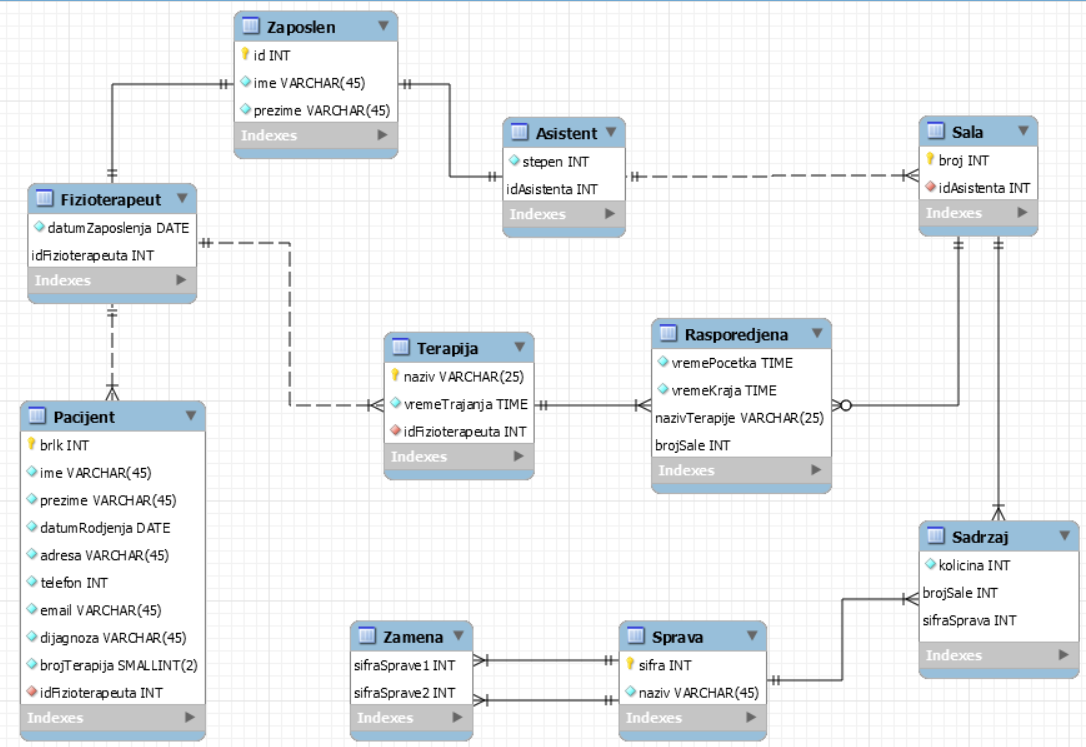 Zaposlen
id INT
ime VARCHAR(45)
prezime VARCHAR(45)
Indexes
Asistent
stepen INT
idAsistenta INT
Indexes
Sala
broj INT
idAsistenta INT
Indexes
Fizioterapeut
datumZaposlenja DATE
idFizioterapeuta INT
Indexes
Terapija
naziv VARCHAR(25)
vremeTrajanja TIME
idFizioterapeuta INT
Indexes
Rasporedjena
vremePocetka TIME
vremeKraja TIME
nazivTerapije VARCHAR(25)
brojSale INT
Indexes
Pacijent
brlk INT
ime VARCHAR(45)
prezime VARCHAR(45)
datumRodjenja DATE
adresa VARCHAR(45)
telefon INT
email VARCHAR(45)
dijagnoza VARCHAR(45)
brojTerapija SMALLINT(2)
idFizioterapeuta INT
Indexes
Zamena
sifraSprave1 INT
sifraSprave2 INT
Indexes
Sprava
sifra INT
naziv VARCHAR(45)
Indexes
Sadrzaj
kolicina INT
brojSale INT
sifraSprava INT
Indexes